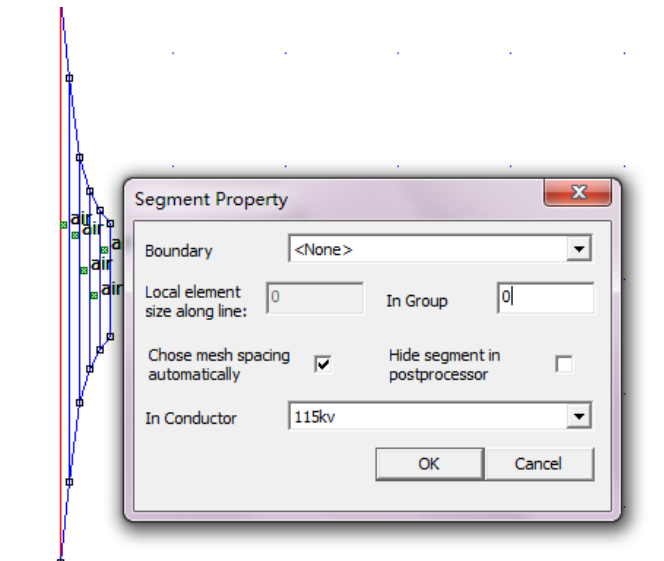 Segment Property
air
air
a
air
air
Boundary
<None>
Local element
size along line:
0
In Group
0
Chose mesh spacing
automatically
Hide segment in
postprocessor
In Conductor
115kv
OK
Cancel